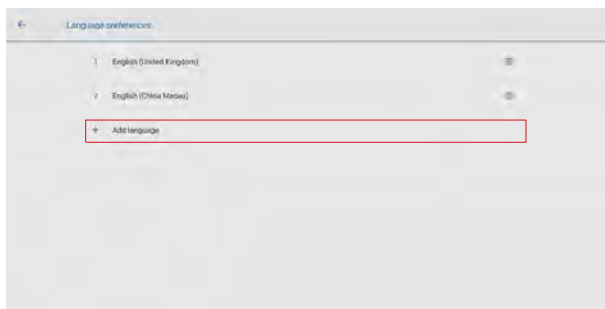 Language preferences
1 English (United Kingdom)
2 English (China Macau)
+ Add language